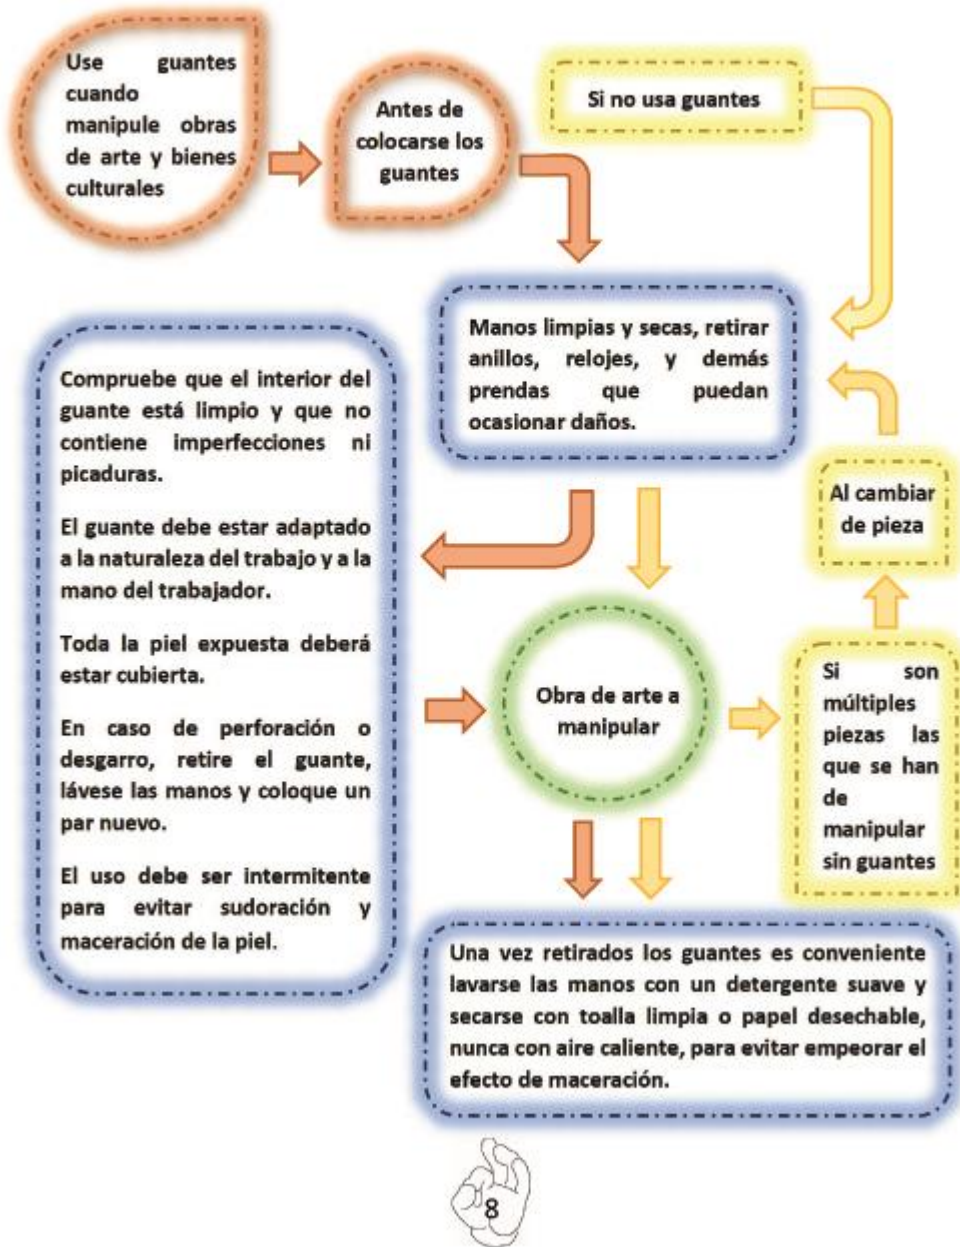 Use guantes
cuando
manipule obras
de arte y bienes
culturales
Antes de
colocarse los
guantes
Si no usa guantes
Manos limpias y secas, retirar
anillos, relojes, y demás
prendas que puedan
ocasionar daños.
Compruebe que el interior del
guante está limpio y que no
contiene imperfecciones ni
picaduras.
El guante debe estar adaptado
a la naturaleza del trabajo y a la
mano del trabajador.
Toda la piel expuesta deberá
estar cubierta.
En caso de perforación o
desgarro, retire el guante,
lávese las manos y coloque un
par nuevo.
El uso debe ser intermitente
para evitar sudoración y
maceración de la piel.
Obra de arte a
manipular
Si son
múltiples
piezas las
que se han
de
manipular
sin guantes
Al cambiar
de pieza
Una vez retirados los guantes es conveniente
lavarse las manos con un detergente suave y
secarse con toalla limpia o papel desechable,
nunca con aire caliente, para evitar empeorar el
efecto de maceración.
8